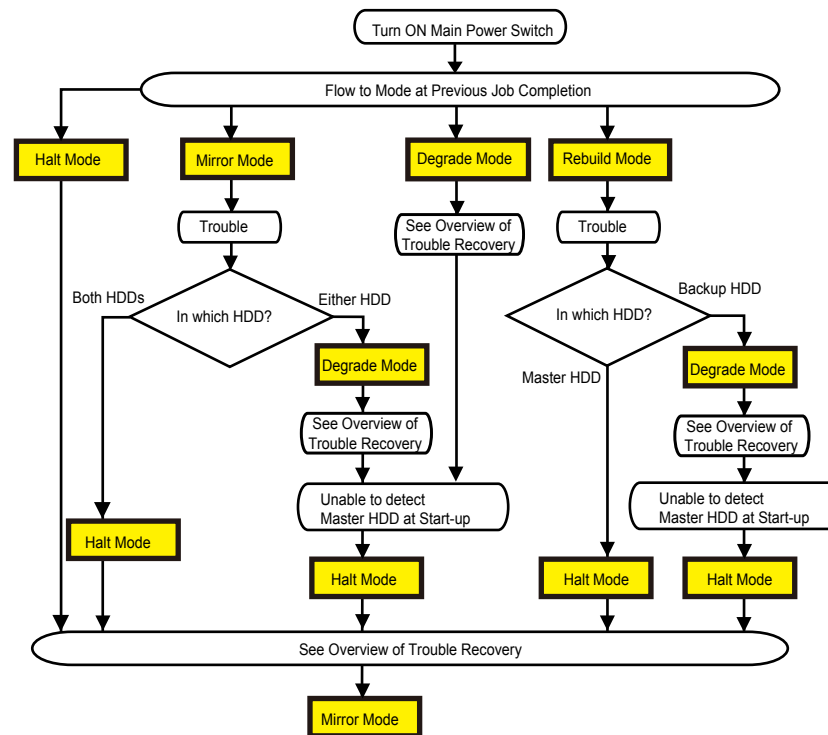 Turn ON Main Power Switch
Flow to Mode at Previous Job Completion
Halt Mode
Mirror Mode
Degrade Mode
Rebuild Mode
Trouble
See Overview of
Trouble Recovery
Trouble
Both HDDs
In which HDD?
Either HDD
In which HDD?
Backup HDD
Master HDD
Degrade Mode
Degrade Mode
See Overview of
Trouble Recovery
See Overview of
Trouble Recovery
Unable to detect
Master HDD at Start-up
Unable to detect
Master HDD at Start-up
Halt Mode
Halt Mode
Halt Mode
Halt Mode
See Overview of Trouble Recovery
Mirror Mode